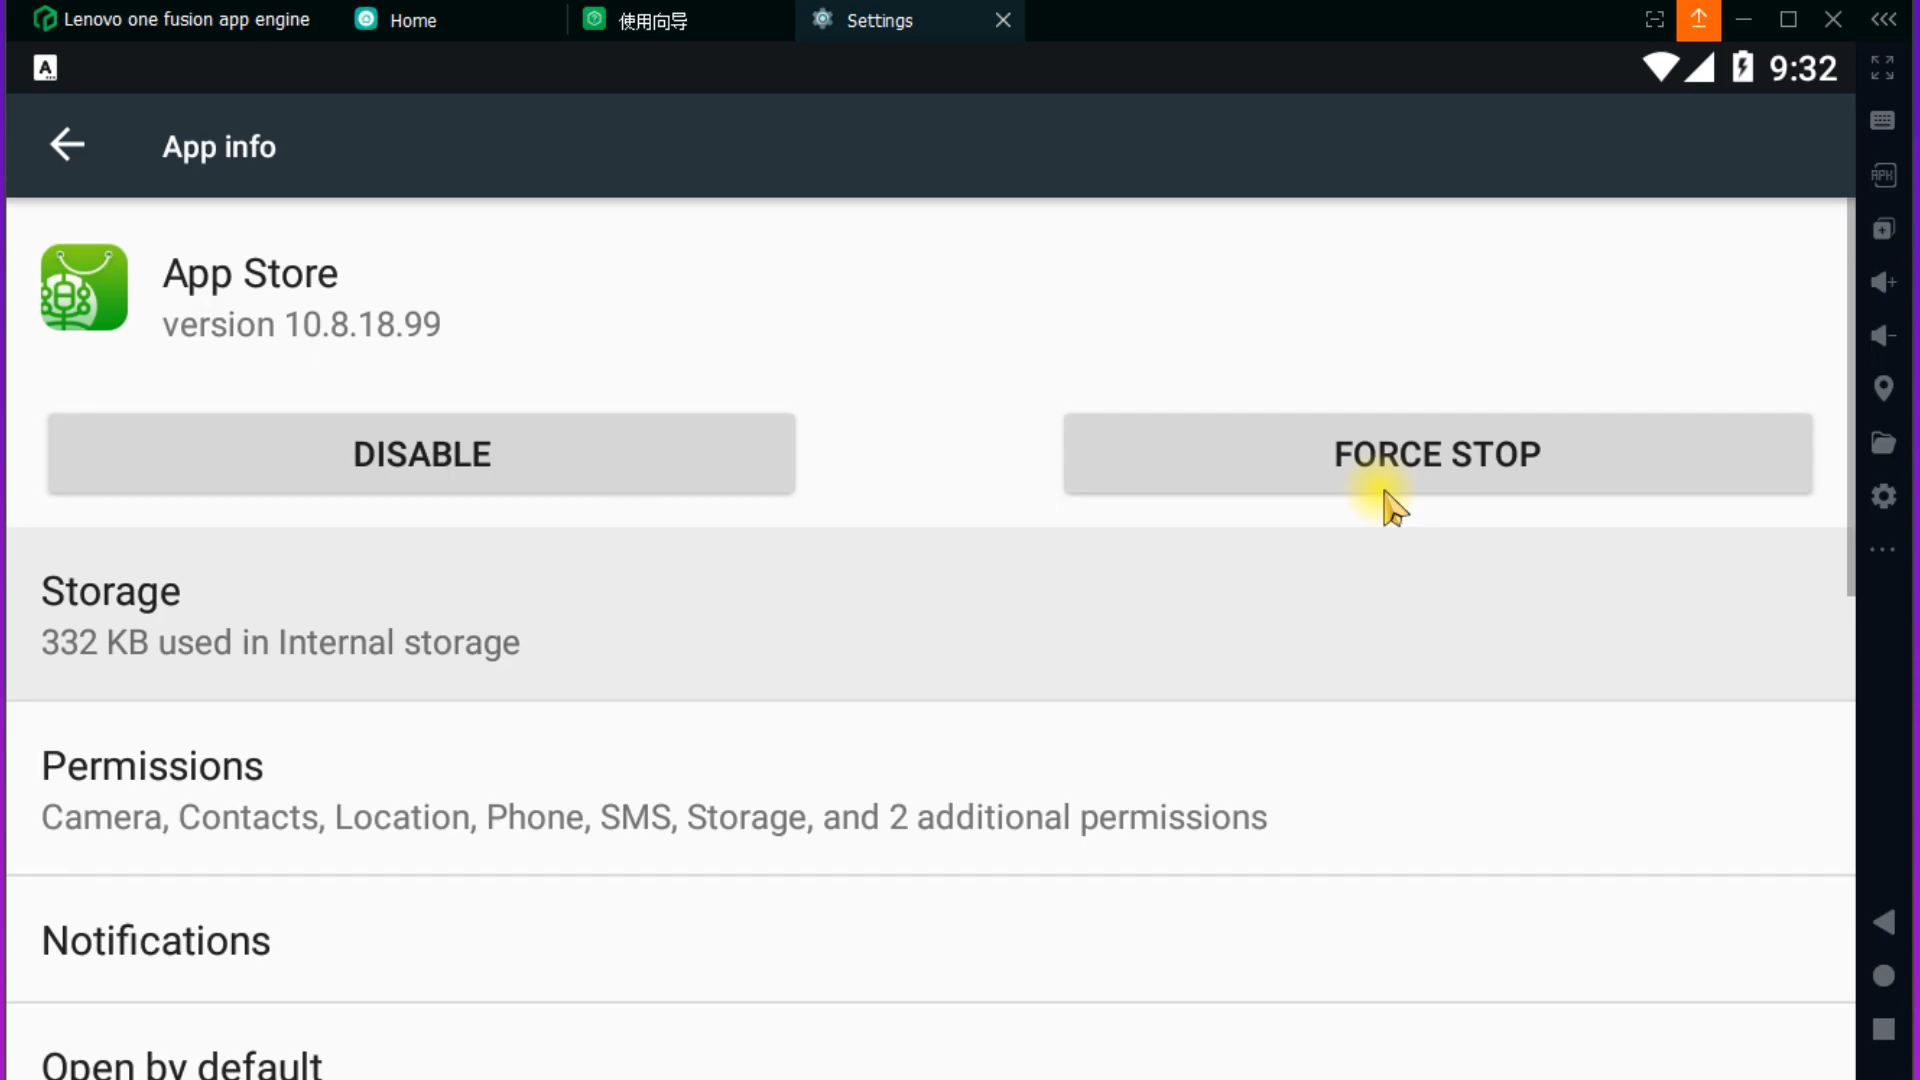 Lenovo one fusion app engine
Home
使用向导
Settings
A
9:32
App info
APK
App Store
version 10.8.18.99
DISABLE
FORCE STOP
Storage
332 KB used in Internal storage
Permissions
Camera, Contacts, Location, Phone, SMS, Storage, and 2 additional permissions
Notifications
Open by default